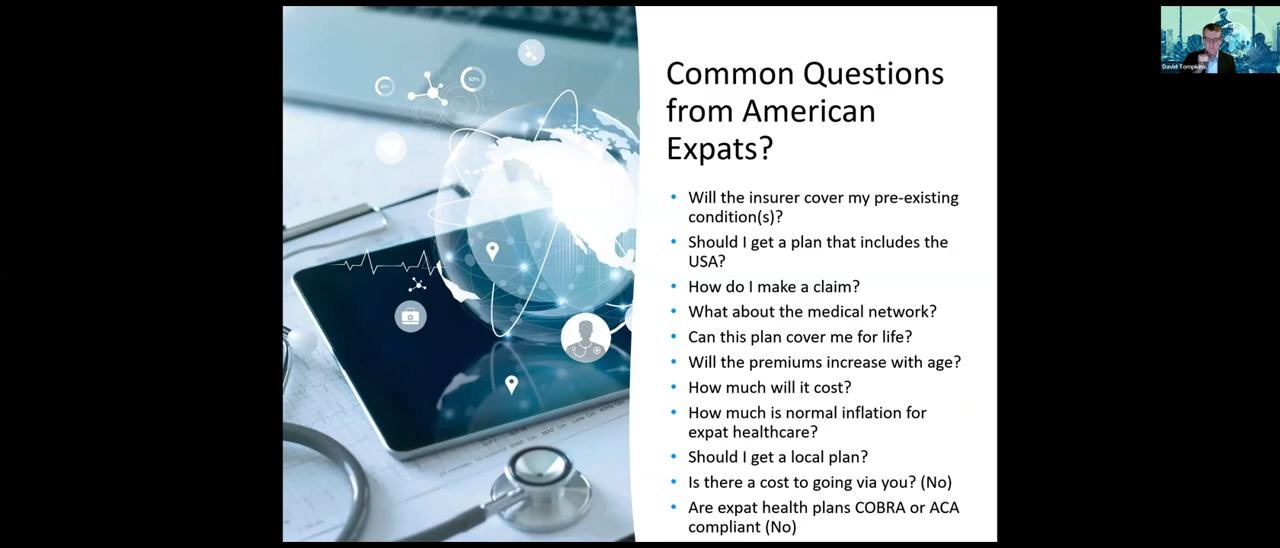 Common Questions
from American
Expats?
• Will the insurer cover my pre-existing
condition(s)?
• Should I get a plan that includes the
USA?
• How do I make a claim?
• What about the medical network?
• Can this plan cover me for life?
• Will the premiums increase with age?
• How much will it cost?
• How much is normal inflation for
expat healthcare?
• Should I get a local plan?
• Is there a cost to going via you? (No)
• Are expat health plans COBRA or ACA
compliant (No)
David Tompkins